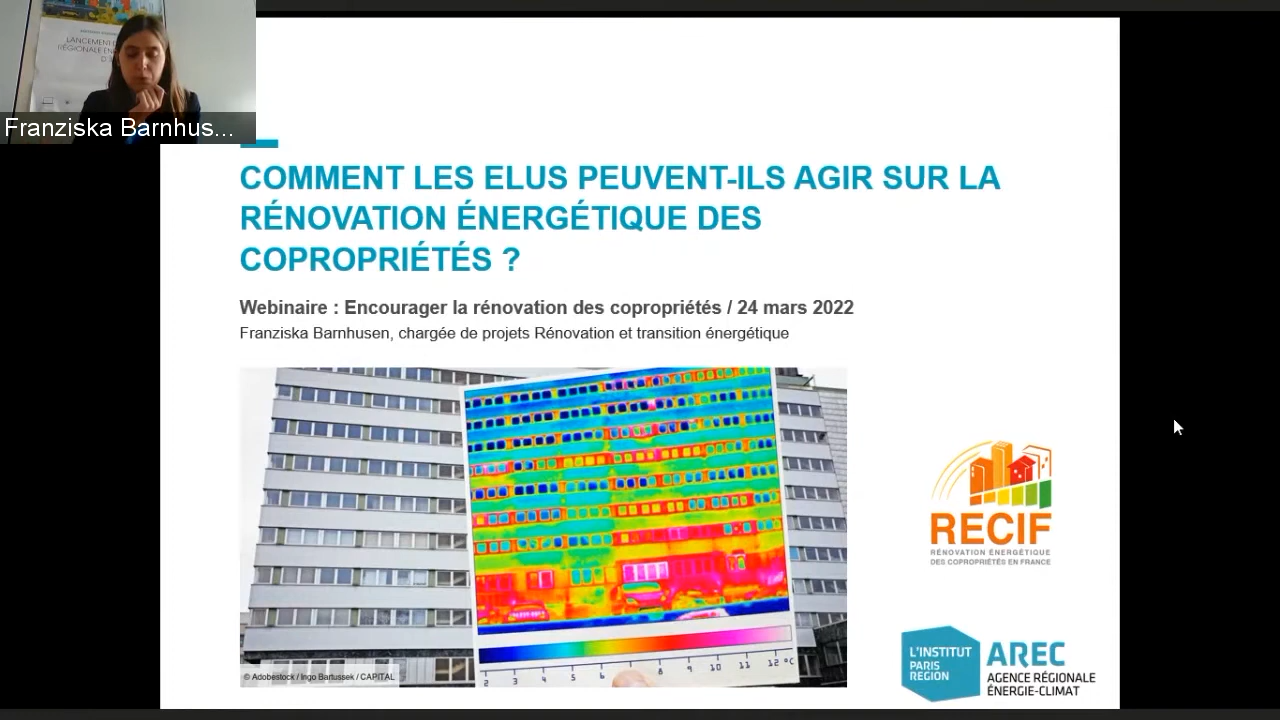 LANCEMENT
RÉGIONALE
Franziska Barnhus...
COMMENT LES ELUS PEUVENT-ILS AGIR SUR LA
RÉNOVATION ÉNERGÉTIQUE DES
COPROPRIÉTÉS ?
Webinaire : Encourager la rénovation des copropriétés / 24 mars 2022
Franziska Barnhusen, chargée de projets Rénovation et transition énergétique
2 3 4 5 6 8 9 10 11 12 °C
© Adobestock / Ingo Bartussek / CAPITAL
RECIF
RÉNOVATION ÉNERGÉTIQUE
DES COPROPRIÉTÉS EN FRANCE
L'INSTITUT
PARIS
REGION
AREC
AGENCE RÉGIONALE
ÉNERGIE-CLIMAT